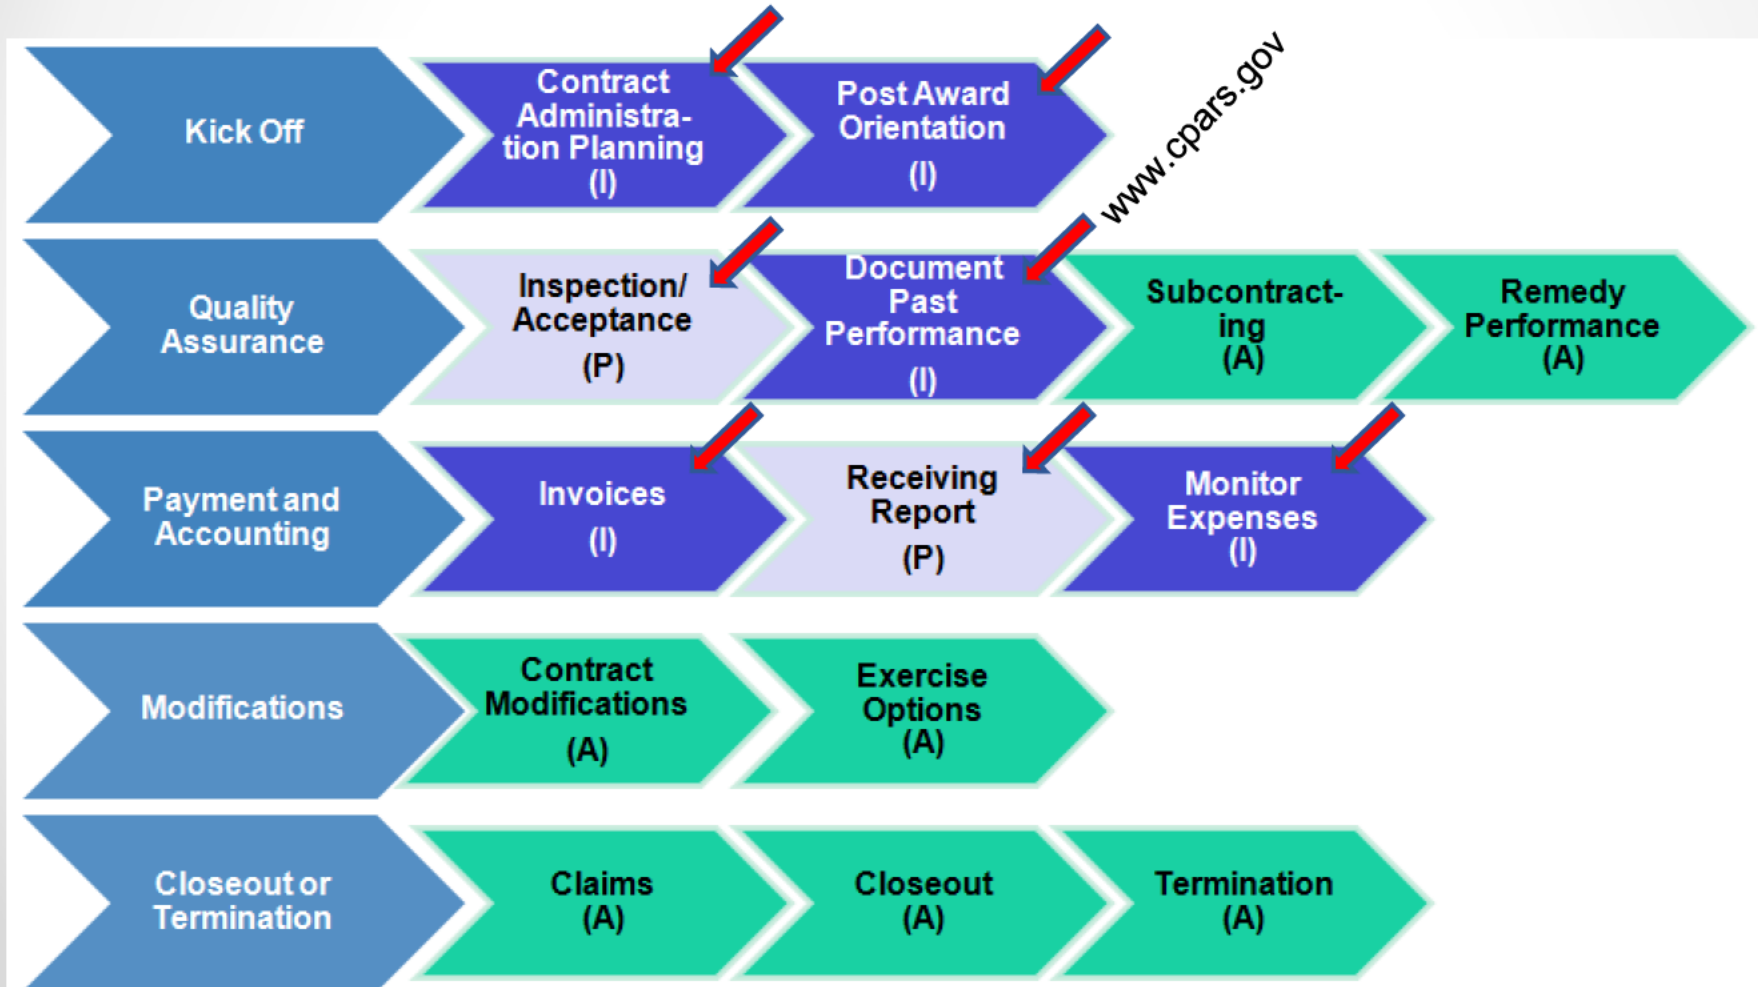 Kick Off
Contract
Administra-
tion Planning
(I)
Post Award
Orientation
(I)
www.cpars.gov
Quality
Assurance
Inspection/
Acceptance
(P)
Document
Past
Performance
(I)
Subcontract-
ing
(A)
Remedy
Performance
(A)
Payment and
Accounting
Invoices
(I)
Receiving
Report
(P)
Monitor
Expenses
(I)
Modifications
Contract
Modifications
(A)
Exercise
Options
(A)
Closeout or
Termination
Claims
(A)
Closeout
(A)
Termination
(A)